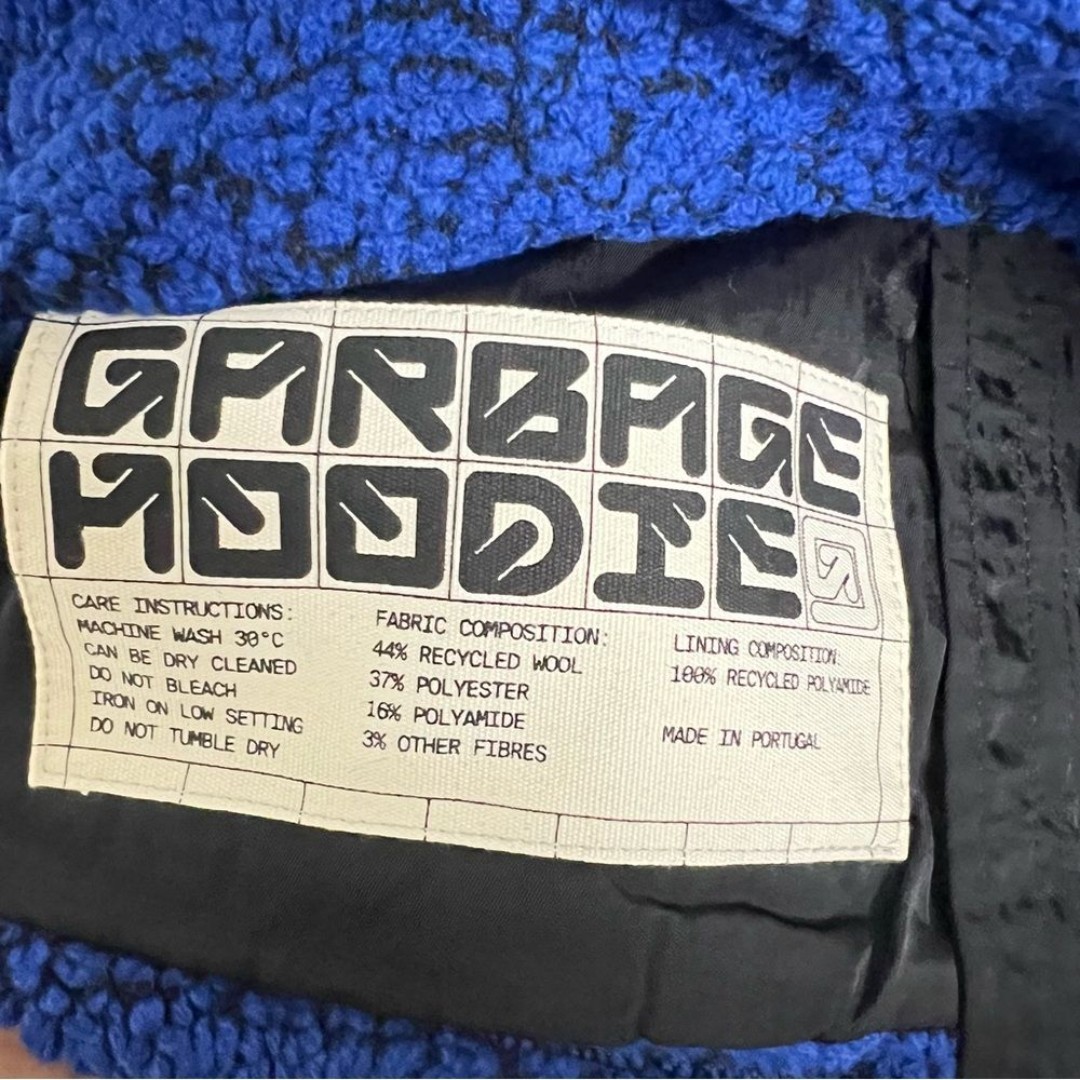 GARBAGE
HOODIE
CARE INSTRUCTIONS:
MACHINE WASH 30°C
CAN BE DRY CLEANED
DO NOT BLEACH
IRON ON LOW SETTING
DO NOT TUMBLE DRY
FABRIC COMPOSITION:
44% RECYCLED WOOL
37% POLYESTER
16% POLYAMIDE
3% OTHER FIBRES
LINING COMPOSITION:
100% RECYCLED POLYAMIDE
MADE IN PORTUGAL